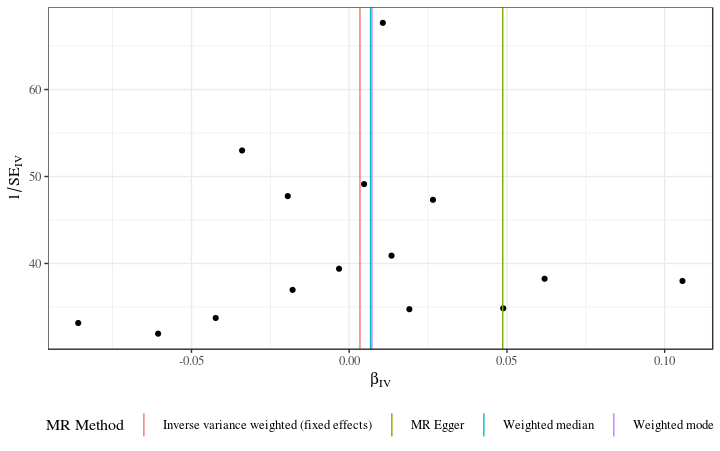 60
50
40
1/SE_IV
-0.05
0.00
0.05
0.10
β_IV
MR Method Inverse variance weighted (fixed effects) MR Egger Weighted median Weighted mode